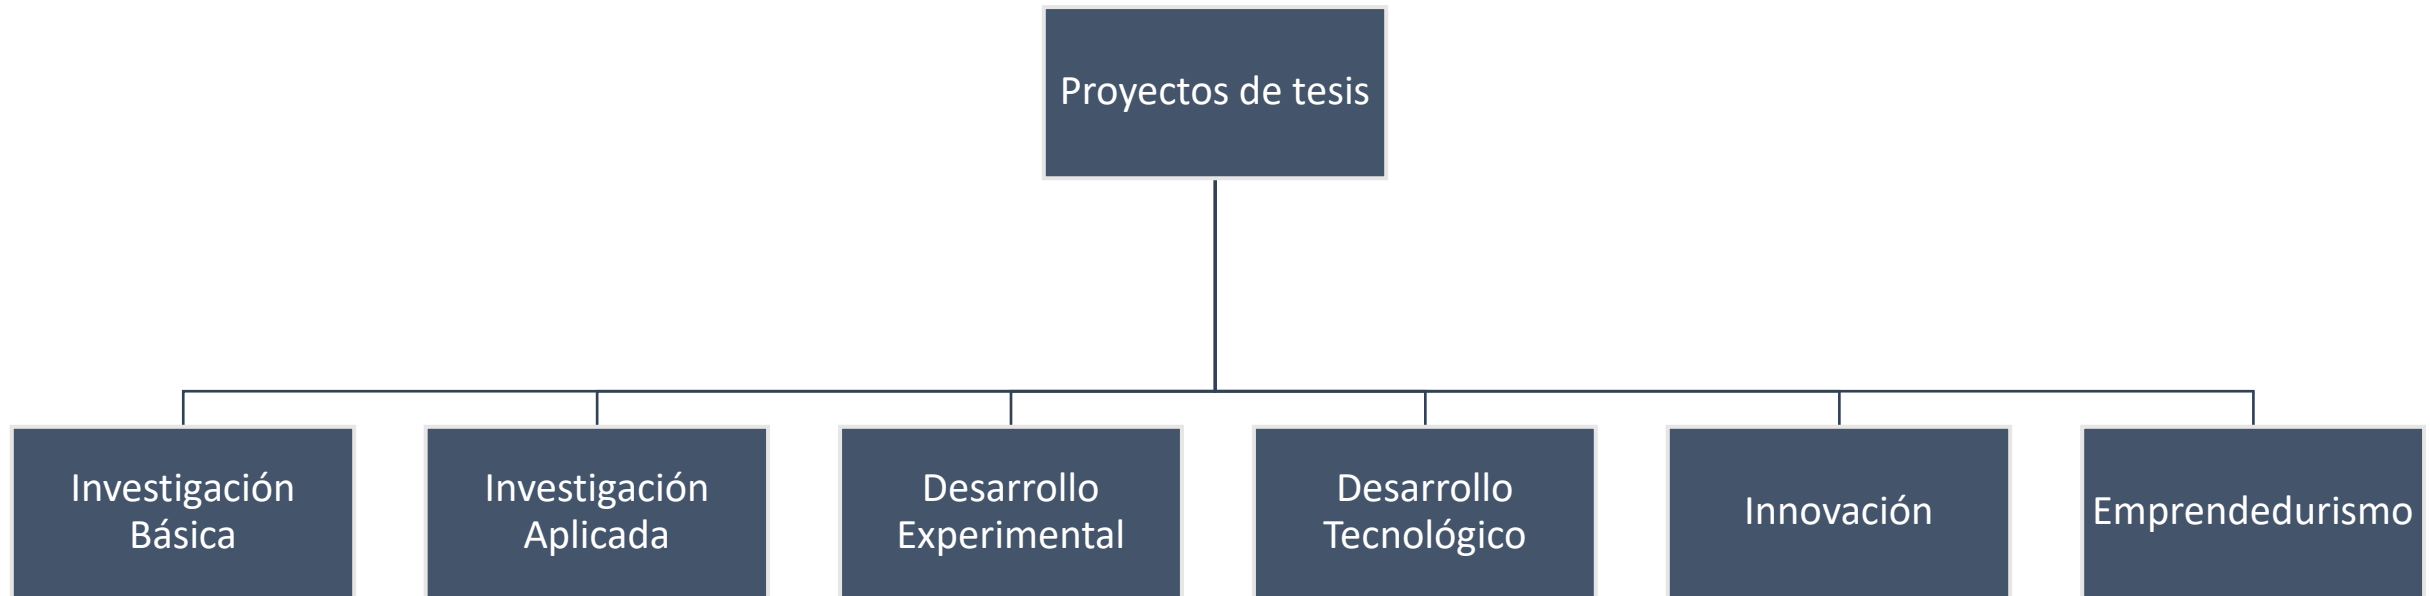 Proyectos de tesis
Investigación
Básica
Investigación
Aplicada
Desarrollo
Experimental
Desarrollo
Tecnológico
Innovación
Emprendedurismo